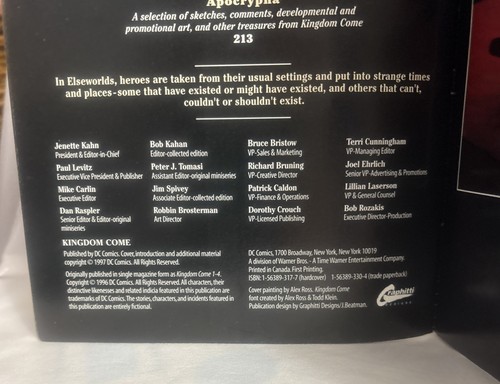 Apocrypha
A selection of sketches, comments, developmental and
promotional art, and other treasures from Kingdom Come
213
In Elseworlds, heroes are taken from their usual settings and put into strange times
and places-some that have existed or might have existed, and others that can't,
couldn't or shouldn't exist.
Jenette Kahn
President & Editor-in-Chief
Paul Levitz
Executive Vice President & Publisher
Mike Carlin
Executive Editor
Dan Raspler
Senior Editor & Editor-original
miniseries
Bob Kahan
Editor-collected edition
Peter J. Tomasi
Assistant Editor-original miniseries
Jim Spivey
Associate Editor-collected edition
Robbin Brosterman
Art Director
Bruce Bristow
VP-Sales & Marketing
Richard Bruning
VP-Creative Director
Patrick Caldon
VP-Finance & Operations
Dorothy Crouch
VP-Licensed Publishing
Terri Cunningham
VP-Managing Editor
Joel Ehrlich
Senior VP-Advertising & Promotions
Lillian Laserson
VP & General Counsel
Bob Rozakis
Executive Director-Production
KINGDOM COME
Published by DC Comics. Cover, introduction and additional material
copyright © 1997 DC Comics. All Rights Reserved.
Originally published in single magazine form as Kingdom Come 1-4.
Copyright © 1996 DC Comics. All Rights Reserved. All characters, their
distinctive likenesses and related indicia featured in this publication are
trademarks of DC Comics. The stories, characters, and incidents featured in
this publication are entirely fictional.
DC Comics, 1700 Broadway, New York, New York 10019
A division of Warner Bros. - A Time Warner Entertainment Company.
Printed in Canada. First Printing.
ISBN: 1-56389-317-7 (hardcover) 1-56389-330-4 (trade paperback)
Cover painting by Alex Ross. Kingdom Come
font created by Alex Ross & Todd Klein.
Publication design by Graphitti Designs/J.Beatman.
Graphitti
DESIGNS